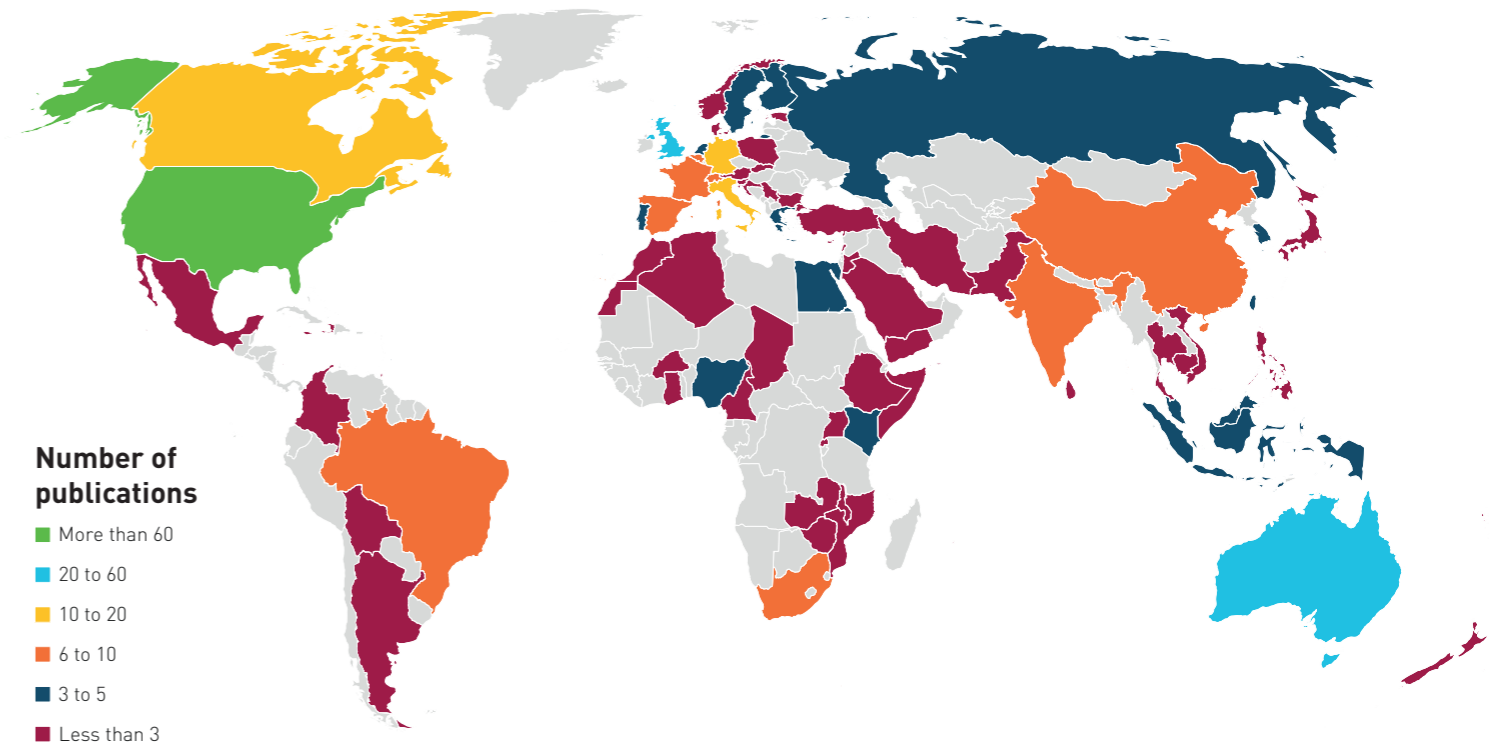 Number of
publications
More than 60
20 to 60
10 to 20
6 to 10
3 to 5
Less than 3